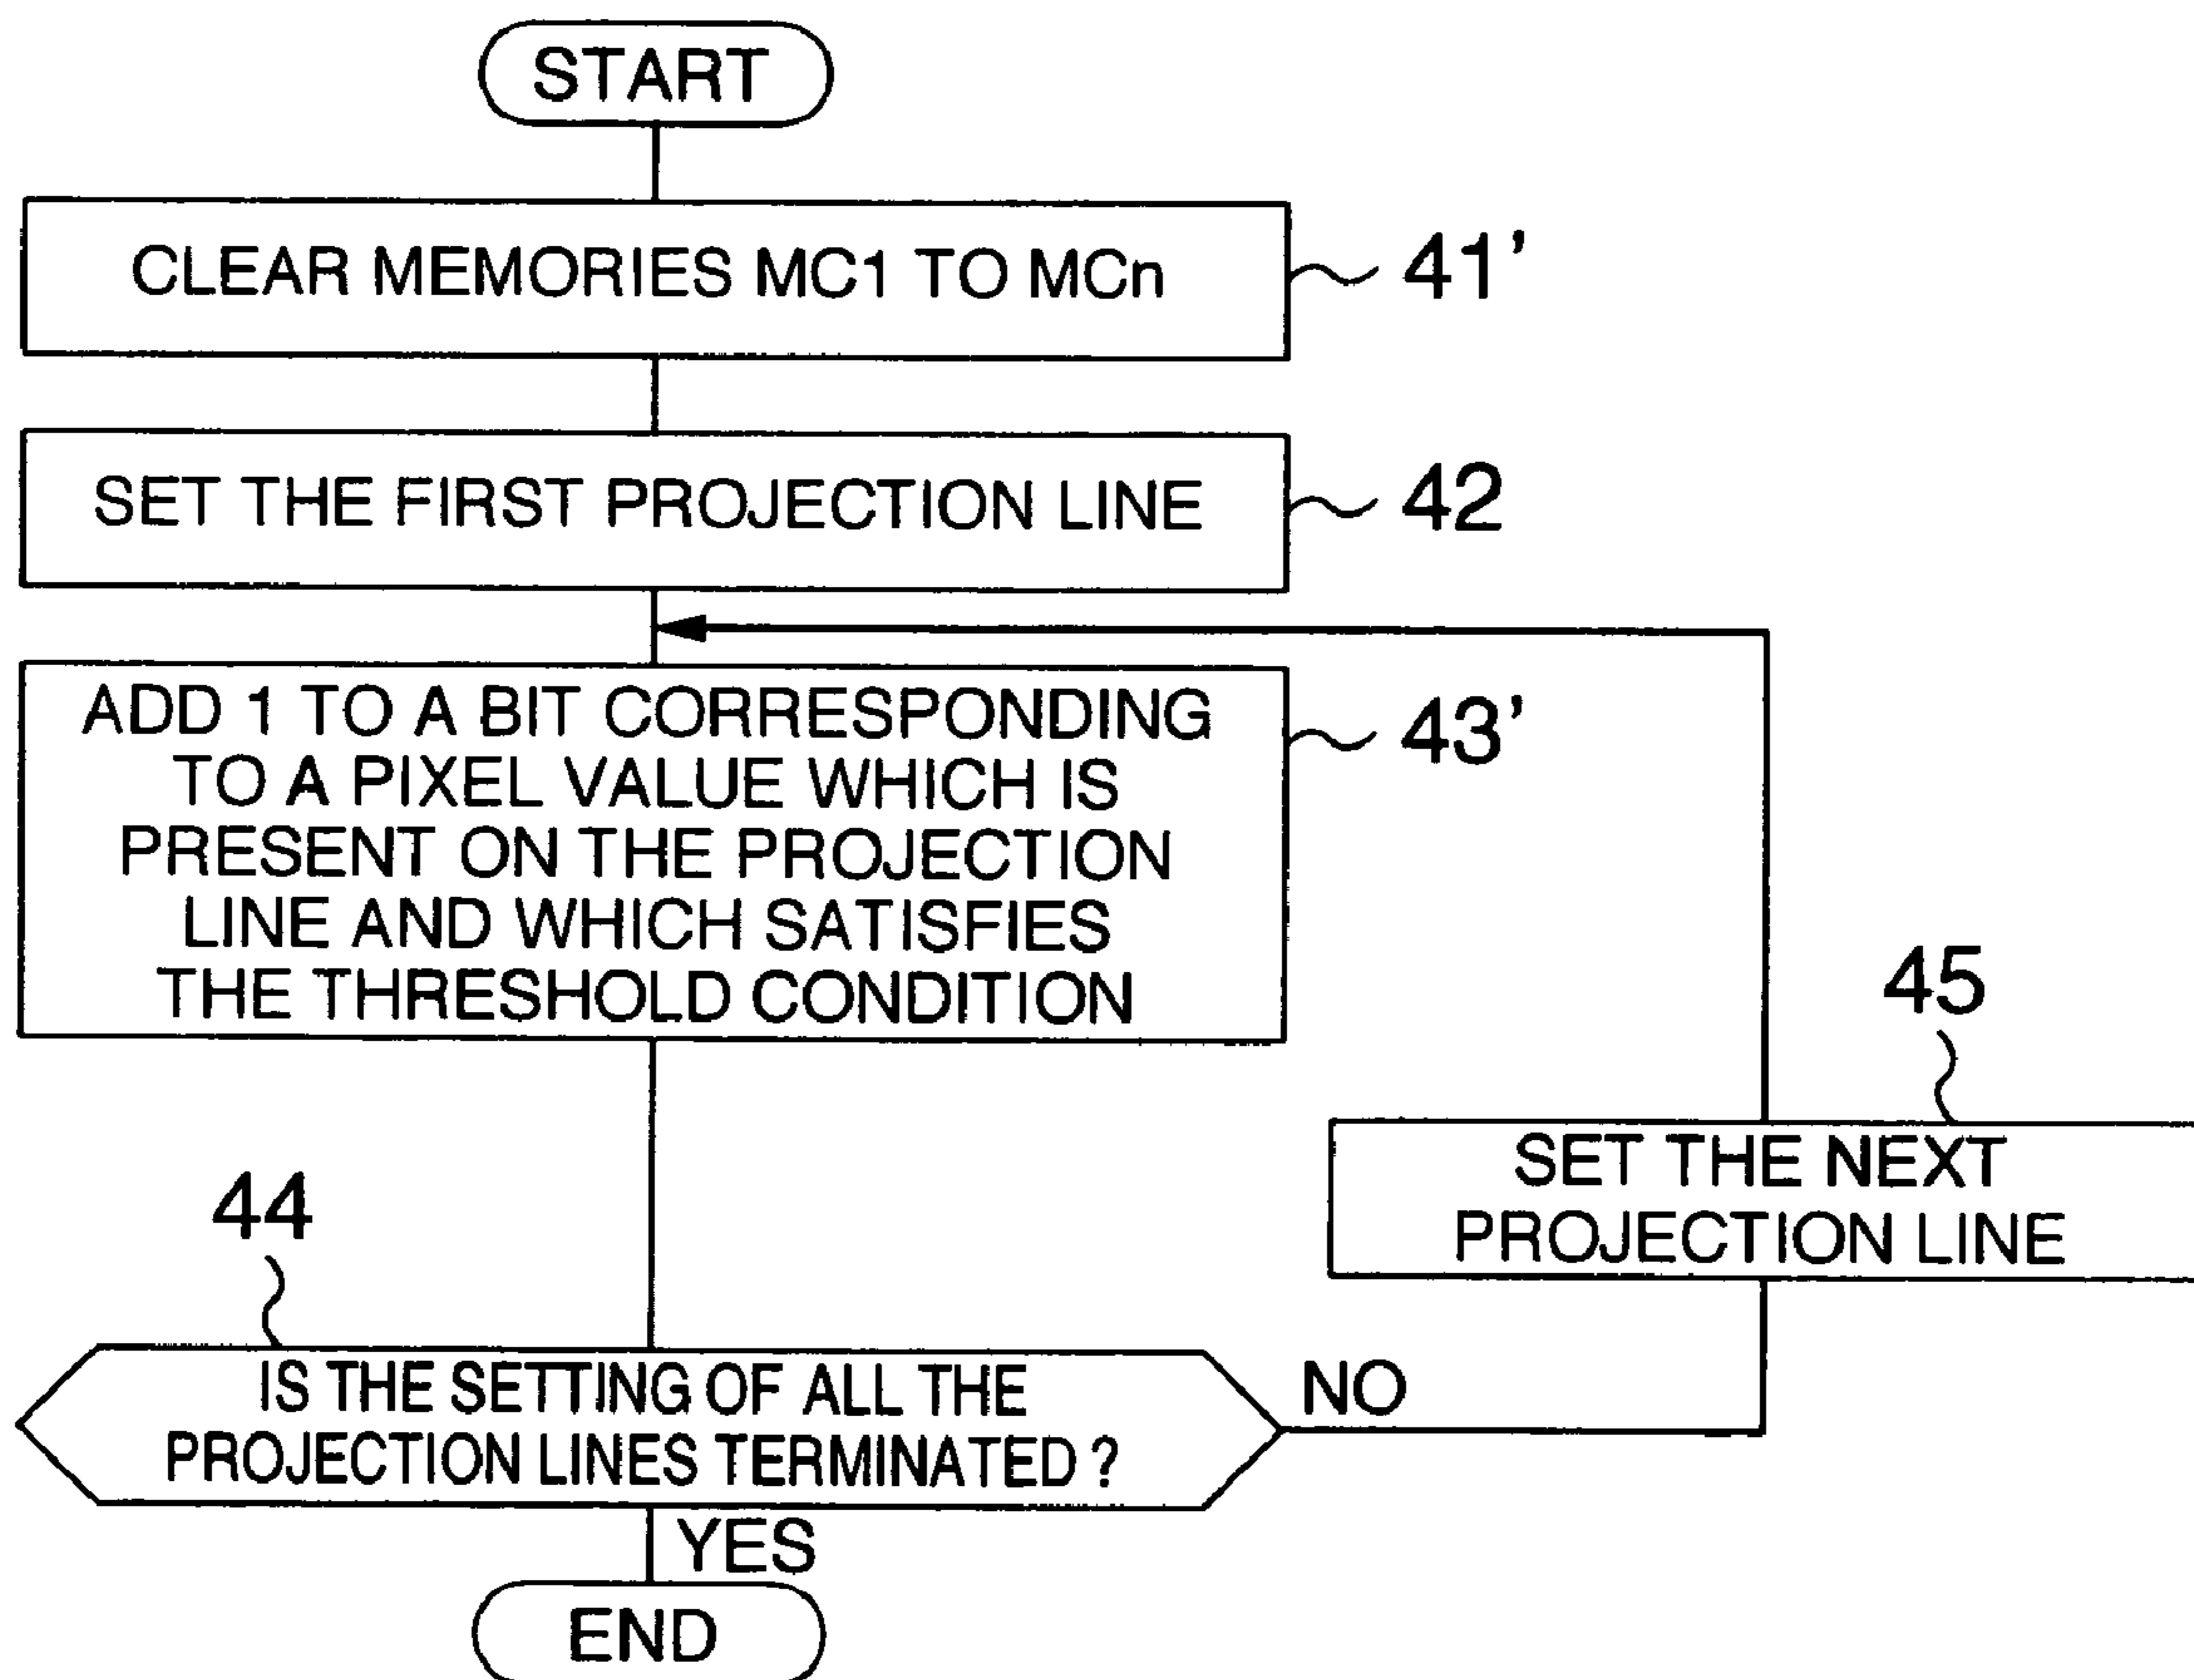 START
CLEAR MEMORIES MC1 TO MCn
41'
SET THE FIRST PROJECTION LINE
42
ADD 1 TO A BIT CORRESPONDING
TO A PIXEL VALUE WHICH IS
PRESENT ON THE PROJECTION
LINE AND WHICH SATISFIES
THE THRESHOLD CONDITION
43'
45
SET THE NEXT
PROJECTION LINE
44
IS THE SETTING OF ALL THE
PROJECTION LINES TERMINATED ?
NO
YES
END